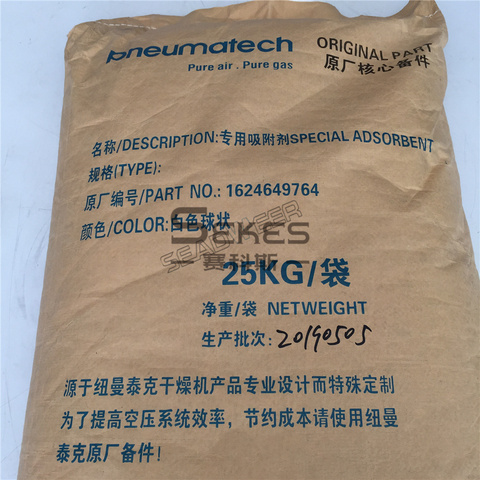 pneumatech
Pure air . Pure gas
ORIGINAL PART
原厂核心备件
名称/DESCRIPTION:专用吸附剂SPECIAL ADSORBENT
规格(TYPE):
原厂编号/PART NO.: 1624649764
颜色/COLOR:白色球状
SEKES
赛科斯
25KG/袋
净重/袋 NETWEIGHT
生产批次: 20190505
源于纽曼泰克干燥机产品专业设计而特殊定制
为了提高空压系统效率，节约成本请使用纽曼
泰克原厂备件！